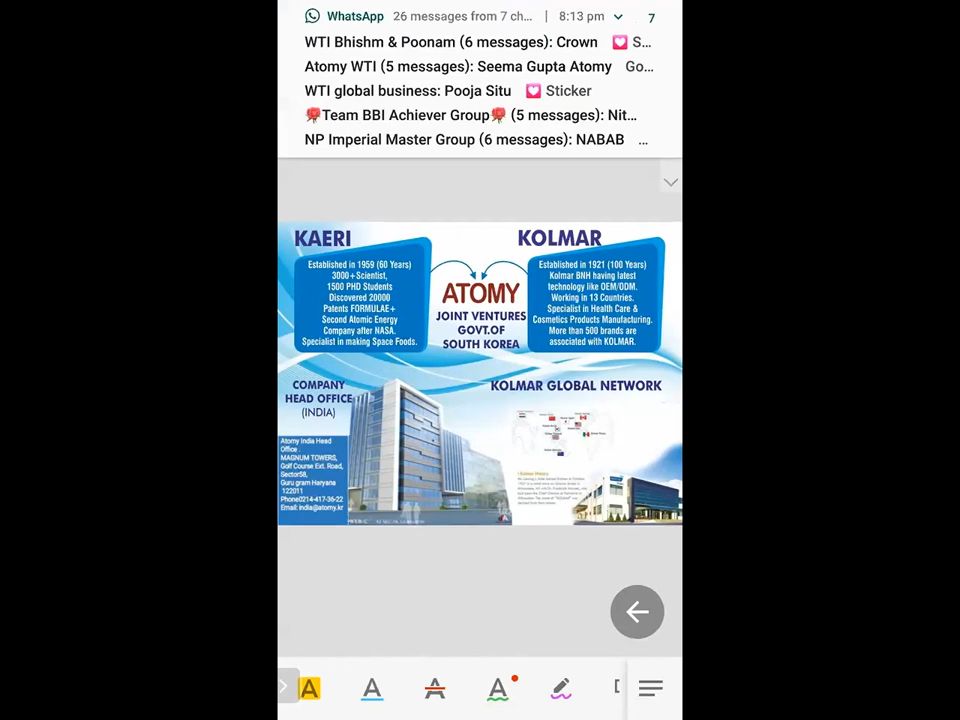 WhatsApp 26 messages from 7 ch... | 8:13 pm 7
WTI Bhishm & Poonam (6 messages): Crown 💟 S...
Atomy WTI (5 messages): Seema Gupta Atomy Go...
WTI global business: Pooja Situ 💟 Sticker
🌹Team BBI Achiever Group🌹 (5 messages): Nit...
NP Imperial Master Group (6 messages): NABAB ...
KAERI
Established in 1959 (60 Years)
3000+Scientist,
1500 PHD Students
Discovered 20000
Patents FORMULAE+
Second Atomic Energy
Company after NASA.
Specialist in making Space Foods.
ATOMY
JOINT VENTURES
GOVT.OF
SOUTH KOREA
KOLMAR
Established in 1921 (100 Years)
Kolmar BNH having latest
technology like OEM/ODM.
Working in 13 Countries.
Specialist in Health Care &
Cosmetics Products Manufacturing.
More than 500 brands are
associated with KOLMAR.
COMPANY
HEAD OFFICE
(INDIA)
Atomy India Head
Office .
MAGNUM TOWERS,
Golf Course Ext. Road,
Sector58,
Guru gram Haryana
122011
Phone0214-417-36-22
Email: india@atomy.kr
KOLMAR GLOBAL NETWORK
A
A
A
A